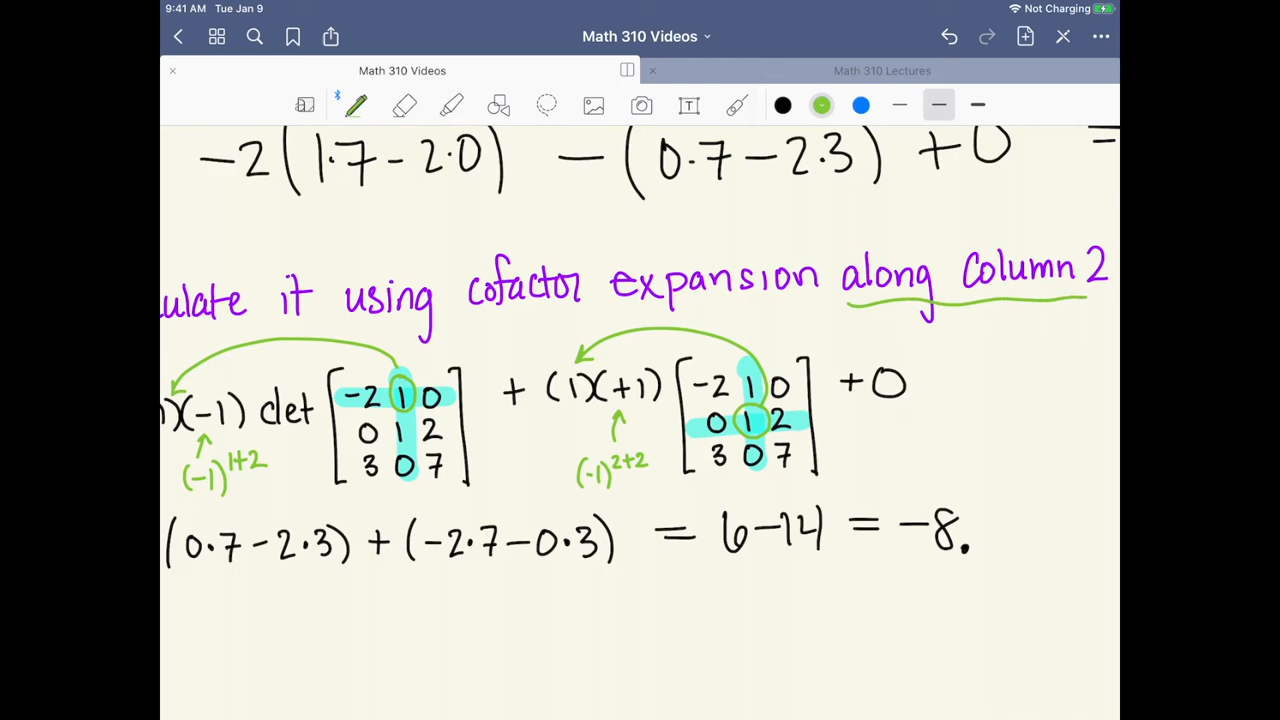 9:41 AM Tue Jan 9
Not Charging
Math 310 Videos
Math 310 Videos
Math 310 Lectures
-2(1·7-2·0) -(0·7-2·3) +0 =
ulate it using cofactor expansion along Column 2
)(-1) det [-2 1 0 + (1)(+1) [-2 1 0 +0
0 1 2 0 1 2
3 0 7] 3 0 7]
(-1)^1+2 (-1)^2+2
(0·7-2·3) + (-2·7-0·3) = 6-14 = -8.